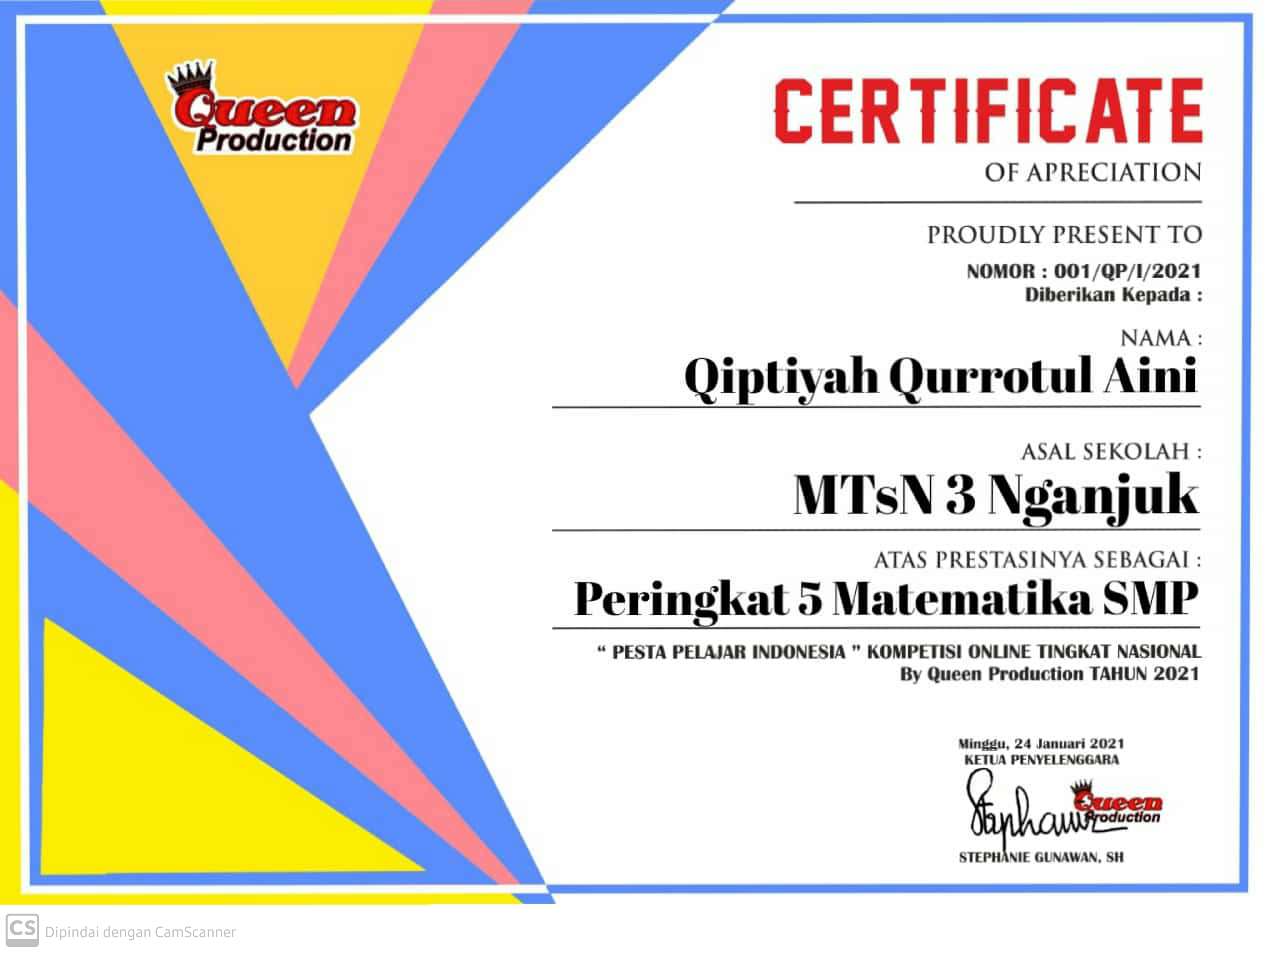 Queen
Production
CERTIFICATE
OF APRECIATION
PROUDLY PRESENT TO
NOMOR : 001/QP/I/2021
Diberikan Kepada :
NAMA :
Qiptiyah Qurrotul Aini
ASAL SEKOLAH :
MTsN 3 Nganjuk
ATAS PRESTASINYA SEBAGAI :
Peringkat 5 Matematika SMP
“ PESTA PELAJAR INDONESIA ” KOMPETISI ONLINE TINGKAT NASIONAL
By Queen Production TAHUN 2021
Minggu, 24 Januari 2021
KETUA PENYELENGGARA
Stephanie
Queen
Production
STEPHANIE GUNAWAN, SH
CS Dipindai dengan CamScanner